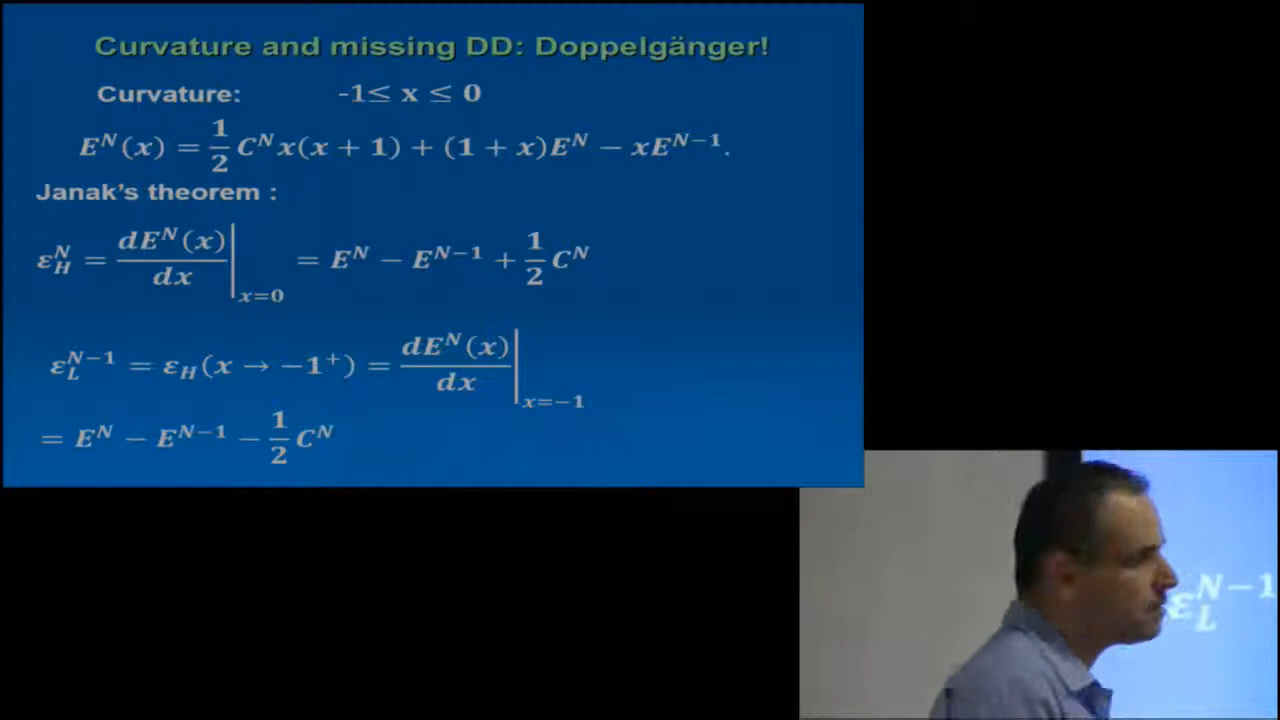 Curvature and missing DD: Doppelgänger!
Curvature: -1≤ x ≤ 0
E^N(x) = 1/2 C^N x(x + 1) + (1 + x)E^N − xE^{N−1}.
Janak's theorem :
ε_H^N = dE^N(x)/dx |_{x=0} = E^N − E^{N−1} + 1/2 C^N
ε_L^{N−1} = ε_H(x → −1^+) = dE^N(x)/dx |_{x=−1}
= E^N − E^{N−1} − 1/2 C^N
ε_L^{N−1}